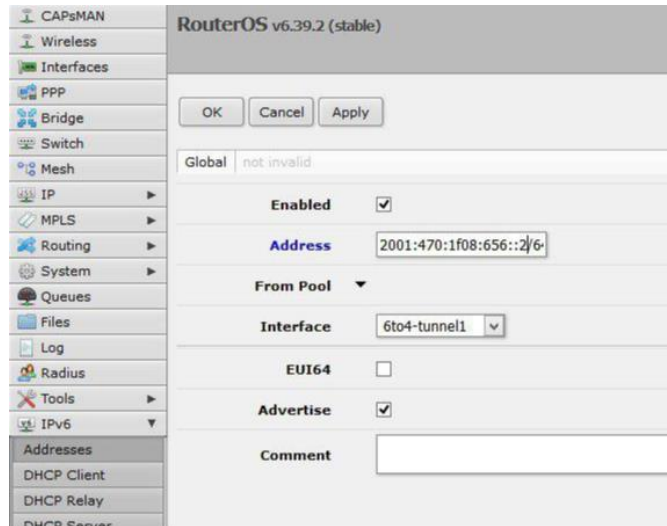 CAPsMAN
Wireless
Interfaces
PPP
Bridge
Switch
Mesh
IP
MPLS
Routing
System
Queues
Files
Log
Radius
Tools
IPv6
Addresses
DHCP Client
DHCP Relay
DHCP Server
RouterOS v6.39.2 (stable)
OK Cancel Apply
Global not invalid
Enabled
Address 2001:470:1f08:656::2/6
From Pool
Interface 6to4-tunnel1
EUI64
Advertise
Comment